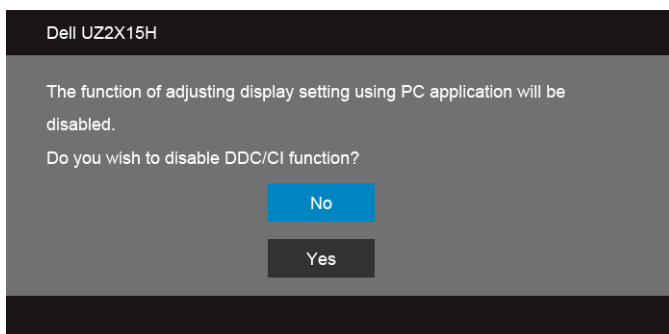 Dell UZ2X15H
The function of adjusting display setting using PC application will be
disabled.
Do you wish to disable DDC/CI function?
No
Yes